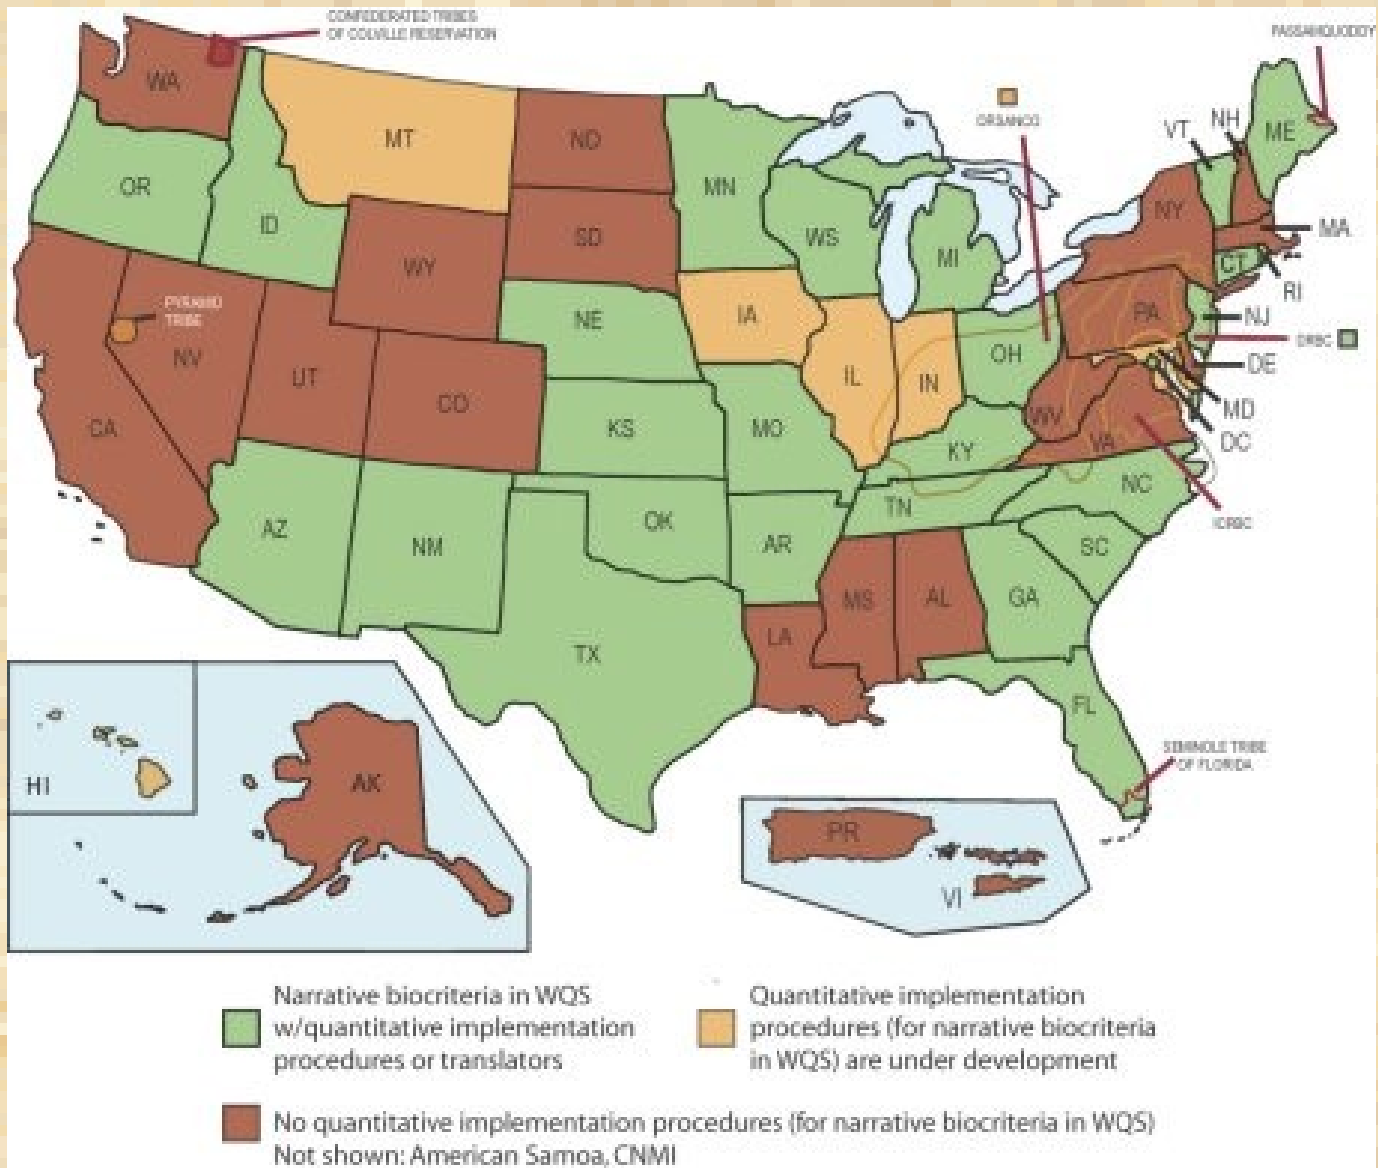 CONFEDERATED TRIBES
OF COLVILLE RESERVATION
PASSAMQUODDY
WA
MT
ND
ORSANCO
VT
NH
ME
OR
ID
MN
SD
WS
MI
NY
MA
WY
CT
RI
PYRAMID
TRIBE
NE
IA
PA
NJ
DRBC
NV
UT
CO
IL
IN
OH
DE
CA
KS
MO
WV
VA
MD
DC
KY
NC
ICRBC
AZ
NM
OK
AR
TN
SC
MS
AL
GA
TX
LA
FL
SEMINOLE TRIBE
OF FLORIDA
HI
AK
PR
VI
Narrative biocriteria in WQS
w/quantitative implementation
procedures or translators
Quantitative implementation
procedures (for narrative biocriteria
in WQS) are under development
No quantitative implementation procedures (for narrative biocriteria in WQS)
Not shown: American Samoa, CNMI